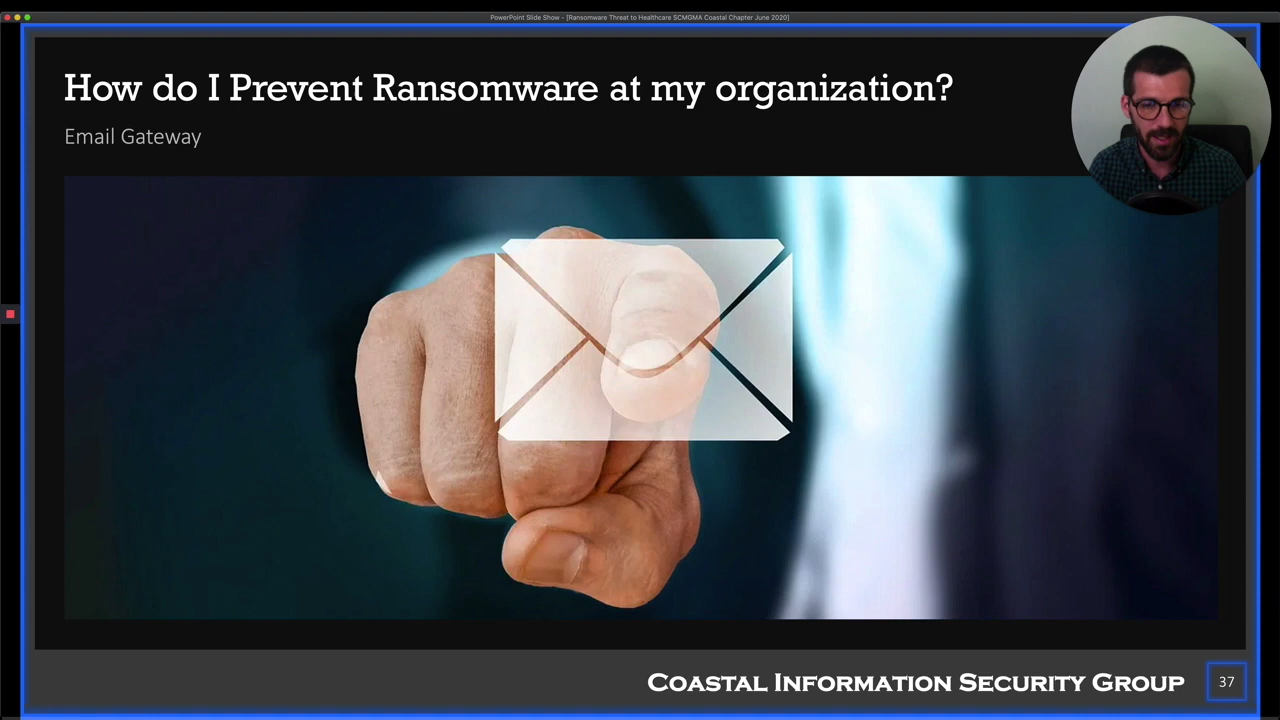 PowerPoint Slide Show - [Ransomware Threat to Healthcare SCMGMA Coastal Chapter June 2020]
How do I Prevent Ransomware at my organization?
Email Gateway
COASTAL INFORMATION SECURITY GROUP
37